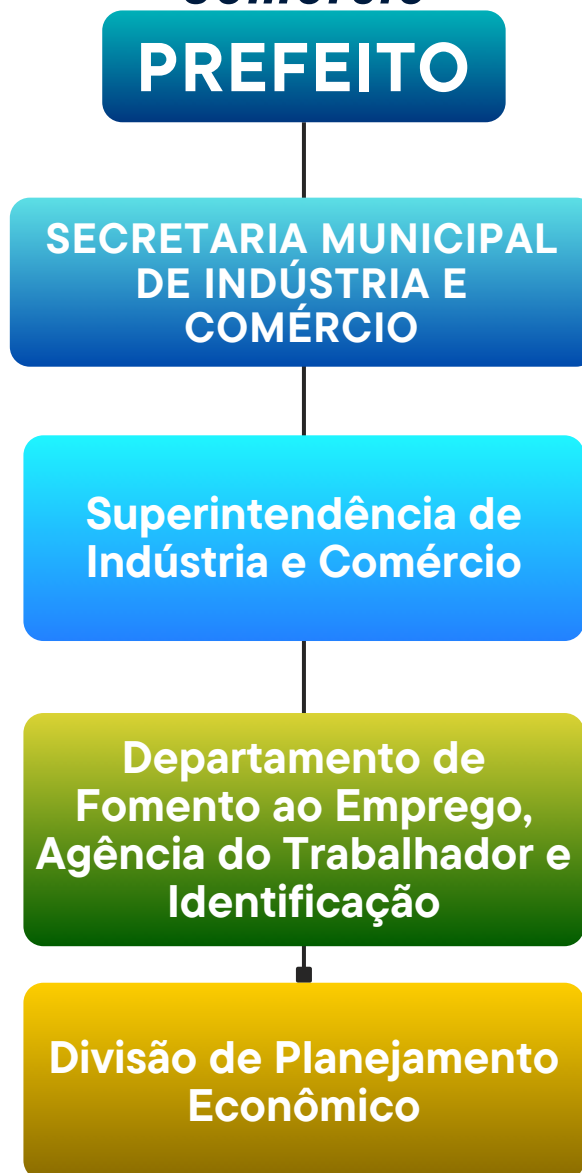 Comércio
PREFEITO
SECRETARIA MUNICIPAL
DE INDÚSTRIA E
COMÉRCIO
Superintendência de
Indústria e Comércio
Departamento de
Fomento ao Emprego,
Agência do Trabalhador e
Identificação
Divisão de Planejamento
Econômico